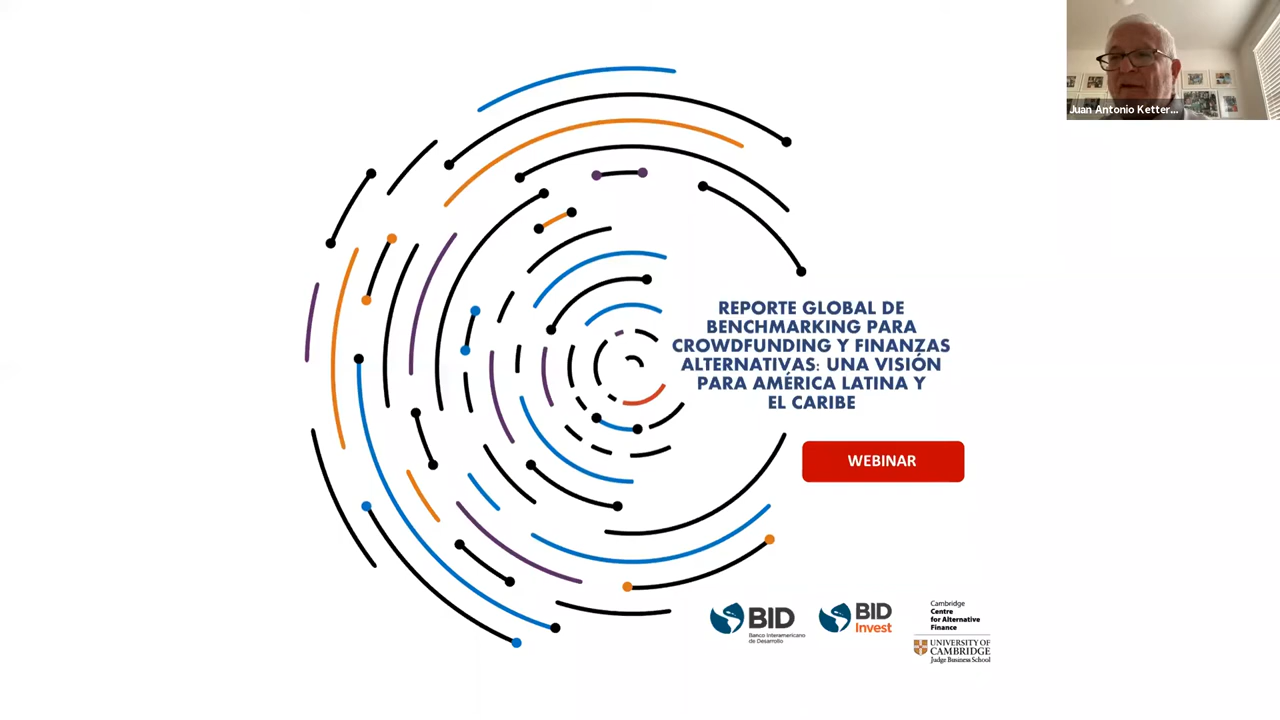 Juan Antonio Ketter...
REPORTE GLOBAL DE
BENCHMARKING PARA
CROWDFUNDING Y FINANZAS
ALTERNATIVAS: UNA VISIÓN
PARA AMÉRICA LATINA Y
EL CARIBE
WEBINAR
BID
Banco Interamericano
de Desarrollo
BID
Invest
Cambridge
Centre
for Alternative
Finance
UNIVERSITY OF
CAMBRIDGE
Judge Business School